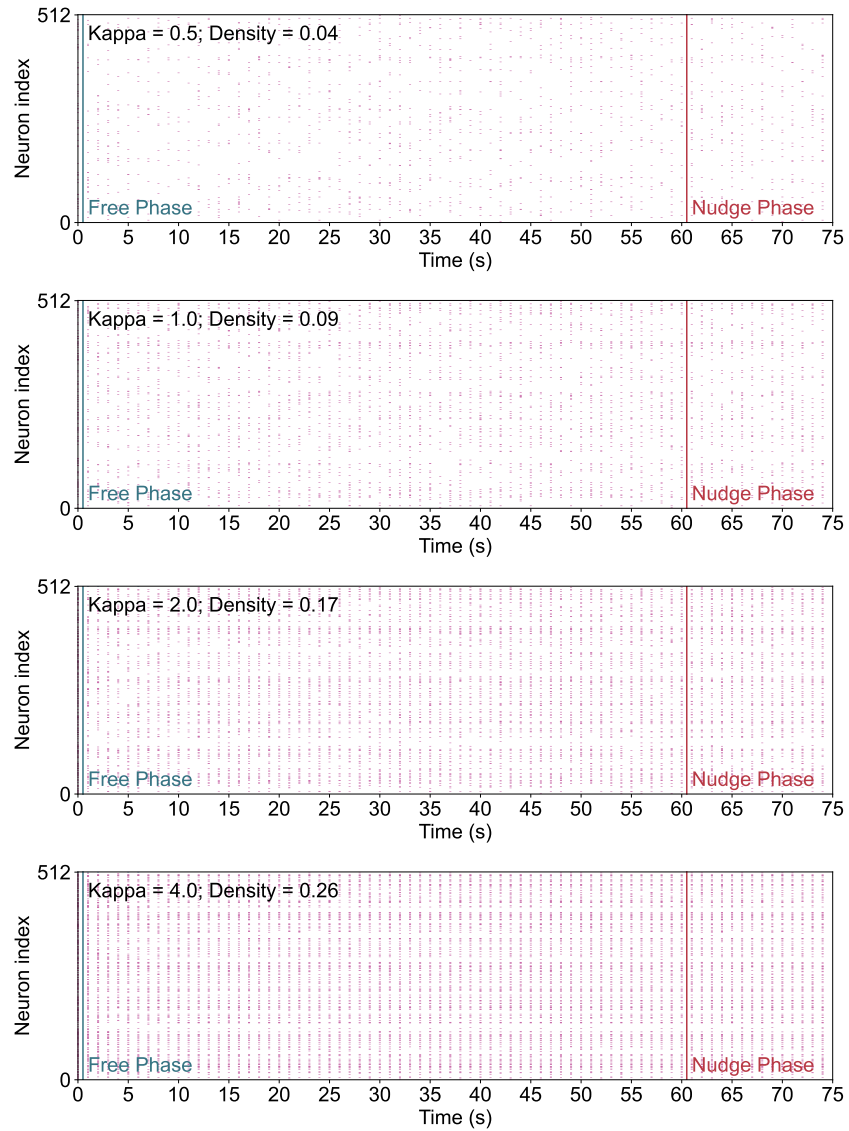 512
Kappa = 0.5; Density = 0.04
Neuron index
Free Phase
Nudge Phase
0
0 5 10 15 20 25 30 35 40 45 50 55 60 65 70 75
Time (s)
512
Kappa = 1.0; Density = 0.09
Neuron index
Free Phase
Nudge Phase
0
0 5 10 15 20 25 30 35 40 45 50 55 60 65 70 75
Time (s)
512
Kappa = 2.0; Density = 0.17
Neuron index
Free Phase
Nudge Phase
0
0 5 10 15 20 25 30 35 40 45 50 55 60 65 70 75
Time (s)
512
Kappa = 4.0; Density = 0.26
Neuron index
Free Phase
Nudge Phase
0
0 5 10 15 20 25 30 35 40 45 50 55 60 65 70 75
Time (s)